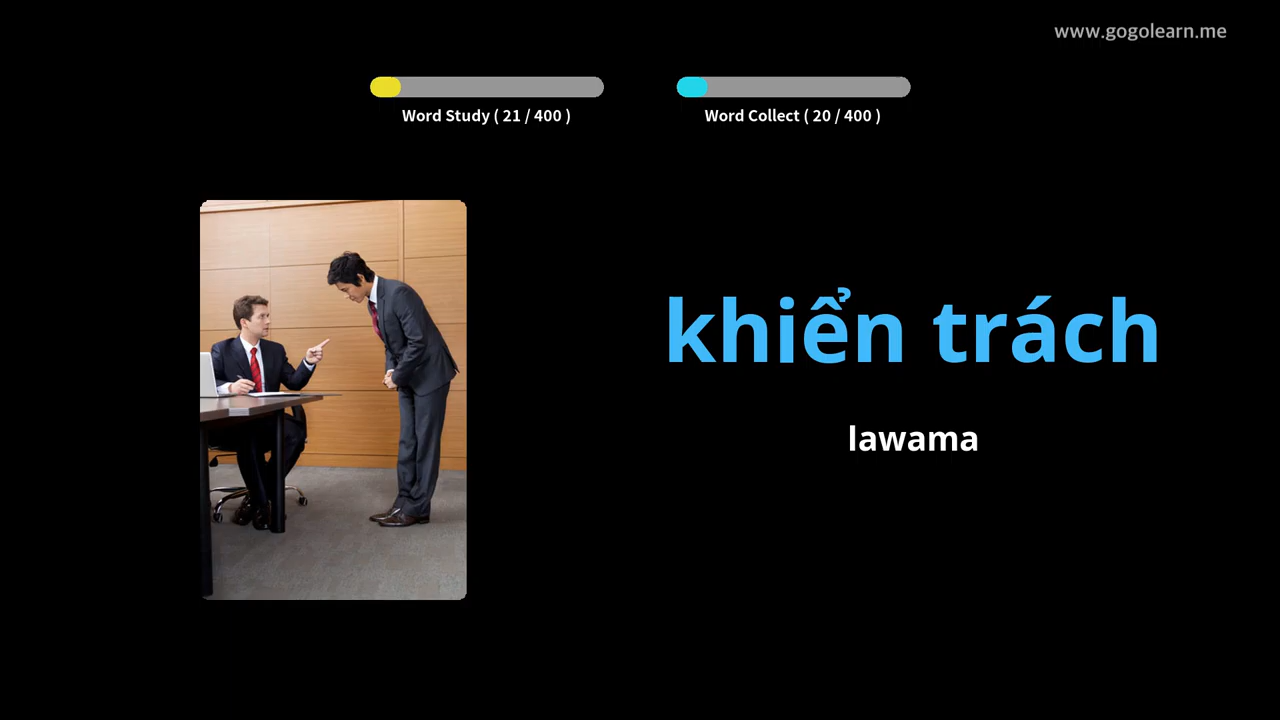 www.gogolearn.me
Word Study ( 21 / 400 )
Word Collect ( 20 / 400 )
khiển trách
lawama